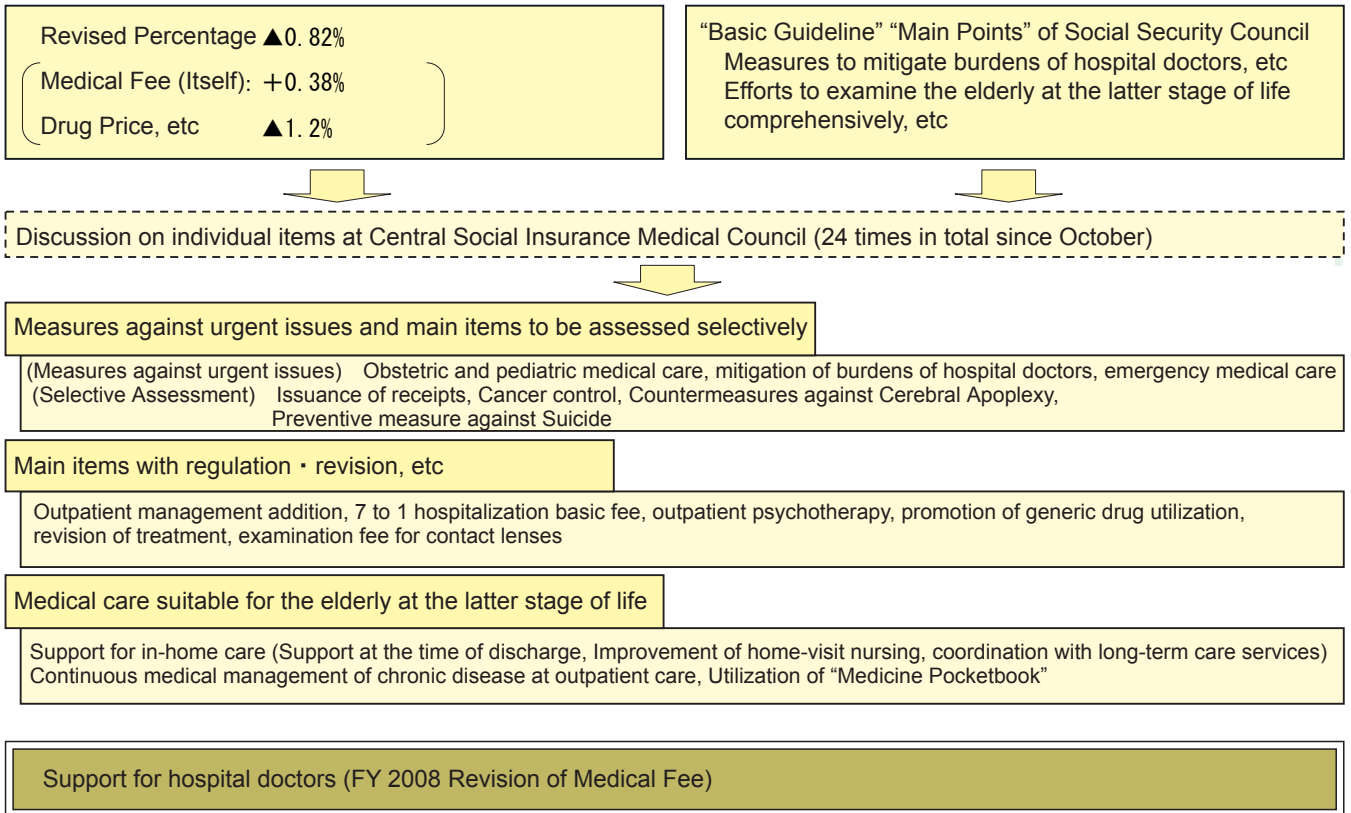 Revised Percentage ▲0.82%
Medical Fee (Itself): +0.38%
Drug Price, etc ▲1.2%
“Basic Guideline” “Main Points” of Social Security Council
Measures to mitigate burdens of hospital doctors, etc
Efforts to examine the elderly at the latter stage of life
comprehensively, etc
Discussion on individual items at Central Social Insurance Medical Council (24 times in total since October)
Measures against urgent issues and main items to be assessed selectively
(Measures against urgent issues) Obstetric and pediatric medical care, mitigation of burdens of hospital doctors, emergency medical care
(Selective Assessment) Issuance of receipts, Cancer control, Countermeasures against Cerebral Apoplexy,
Preventive measure against Suicide
Main items with regulation・revision, etc
Outpatient management addition, 7 to 1 hospitalization basic fee, outpatient psychotherapy, promotion of generic drug utilization,
revision of treatment, examination fee for contact lenses
Medical care suitable for the elderly at the latter stage of life
Support for in-home care (Support at the time of discharge, Improvement of home-visit nursing, coordination with long-term care services)
Continuous medical management of chronic disease at outpatient care, Utilization of “Medicine Pocketbook”
Support for hospital doctors (FY 2008 Revision of Medical Fee)